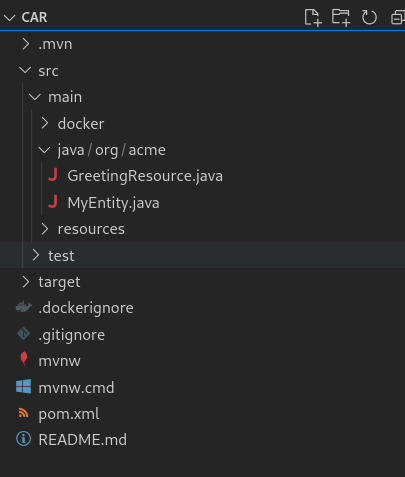 CAR
.mvn
src
main
docker
java/org/acme
GreetingResource.java
MyEntity.java
resources
test
target
.dockerignore
.gitignore
mvnw
mvnw.cmd
pom.xml
README.md